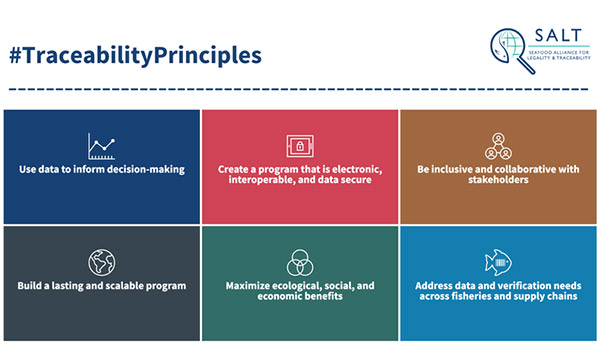 #TraceabilityPrinciples
SALT
SEAFOOD ALLIANCE FOR
LEGALITY & TRACEABILITY
Use data to inform decision-making
Create a program that is electronic,
interoperable, and data secure
Be inclusive and collaborative with
stakeholders
Build a lasting and scalable program
Maximize ecological, social, and
economic benefits
Address data and verification needs
across fisheries and supply chains